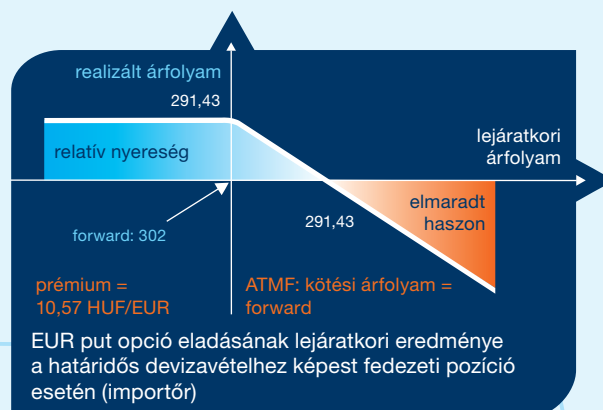 realizált árfolyam
291,43
lejáratkori
árfolyam
relatív nyereség
elmaradt
haszon
291,43
forward: 302
prémium =
10,57 HUF/EUR
ATMF: kötési árfolyam =
forward
EUR put opció eladásának lejáratkori eredménye
a határidős devizavételhez képest fedezeti pozíció
esetén (importőr)